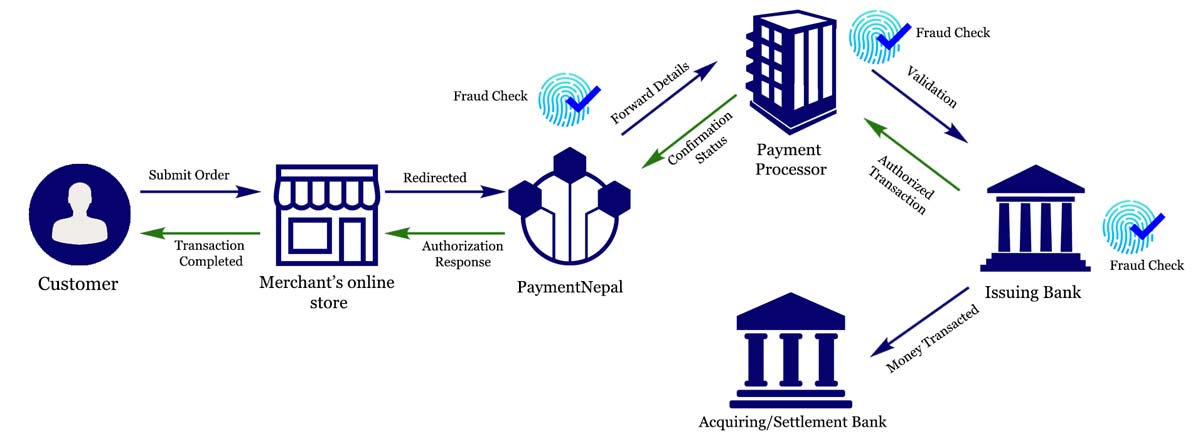 Fraud Check
Fraud Check
Forward Details
Validation
Confirmation
Status
Payment
Processor
Authorized
Transaction
Submit Order
Redirected
Transaction
Completed
Authorization
Response
Fraud Check
Customer
Merchant's online
store
PaymentNepal
Issuing Bank
Money Transacted
Acquiring/Settlement Bank